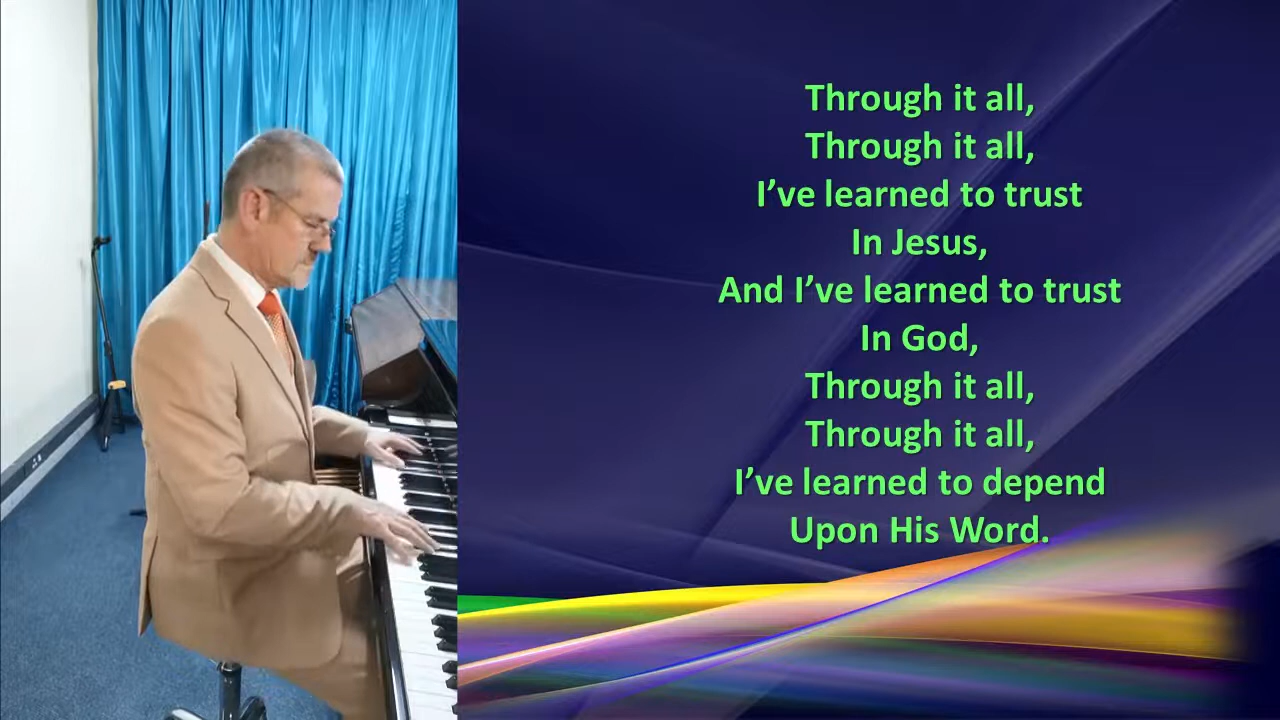 Through it all,
Through it all,
I’ve learned to trust
In Jesus,
And I’ve learned to trust
In God,
Through it all,
Through it all,
I’ve learned to depend
Upon His Word.